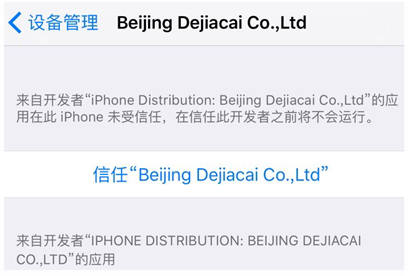 设备管理 Beijing Dejiacai Co.,Ltd
来自开发者“iPhone Distribution: Beijing Dejiacai Co.,Ltd”的应
用在此 iPhone 未受信任，在信任此开发者之前将不会运行。
信任“Beijing Dejiacai Co.,Ltd”
来自开发者“IPHONE DISTRIBUTION: BEIJING DEJIACAI
CO.,LTD”的应用